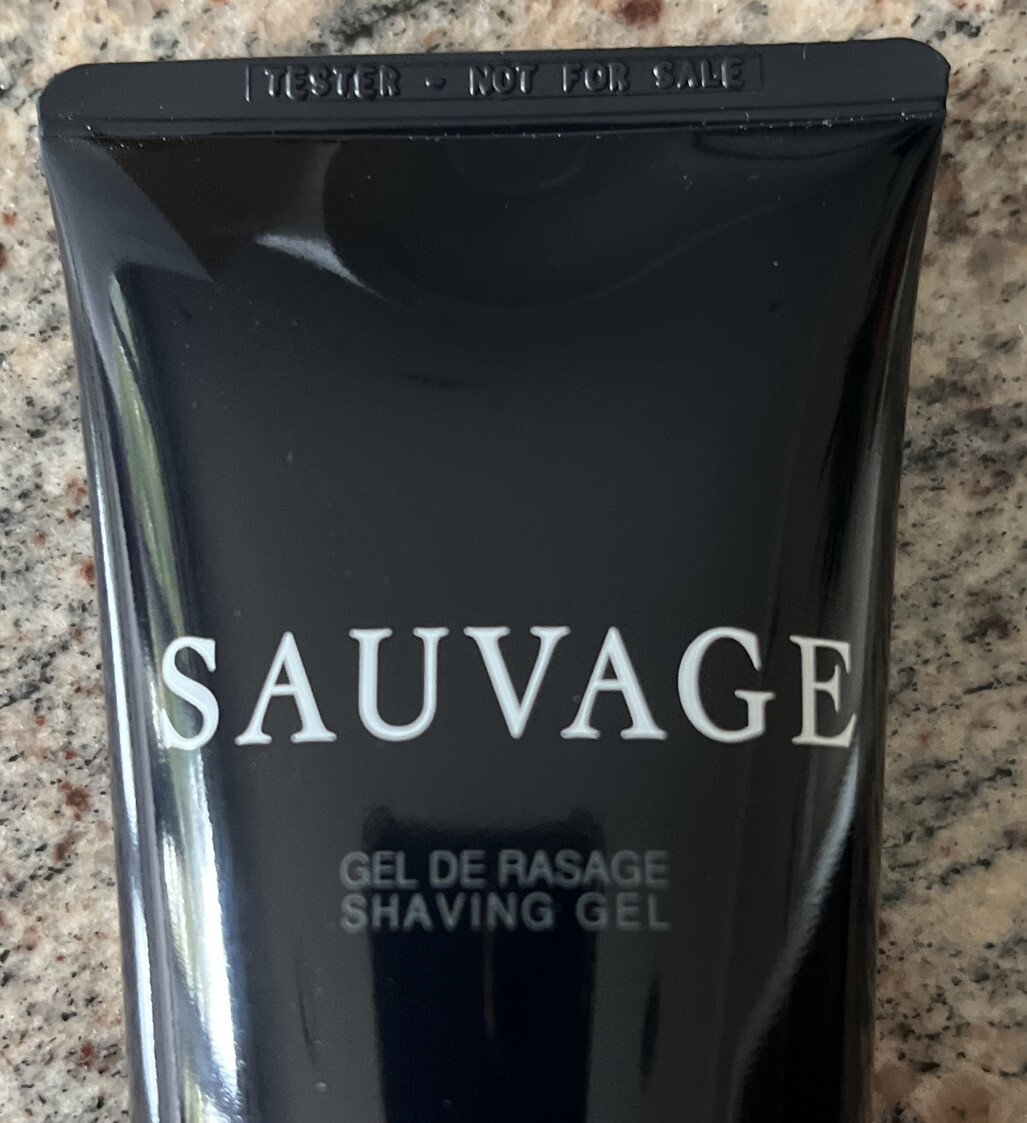 TESTER - NOT FOR SALE
SAUVAGE
GEL DE RASAGE
SHAVING GEL